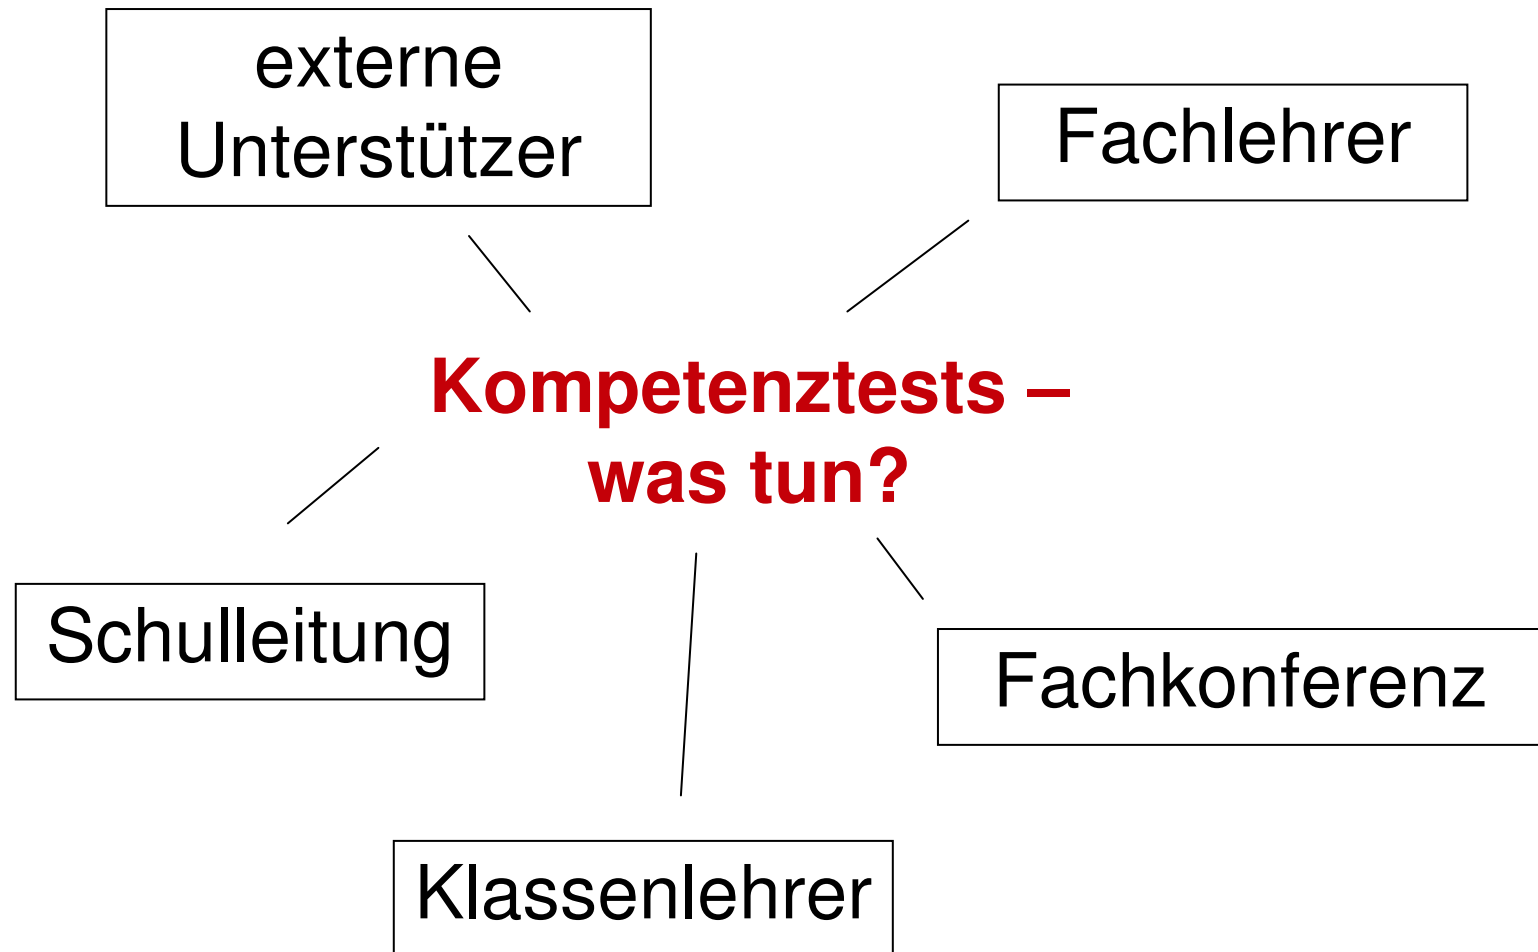 externe
Unterstützer
Fachlehrer
Kompetenztests –
was tun?
Schulleitung
Fachkonferenz
Klassenlehrer